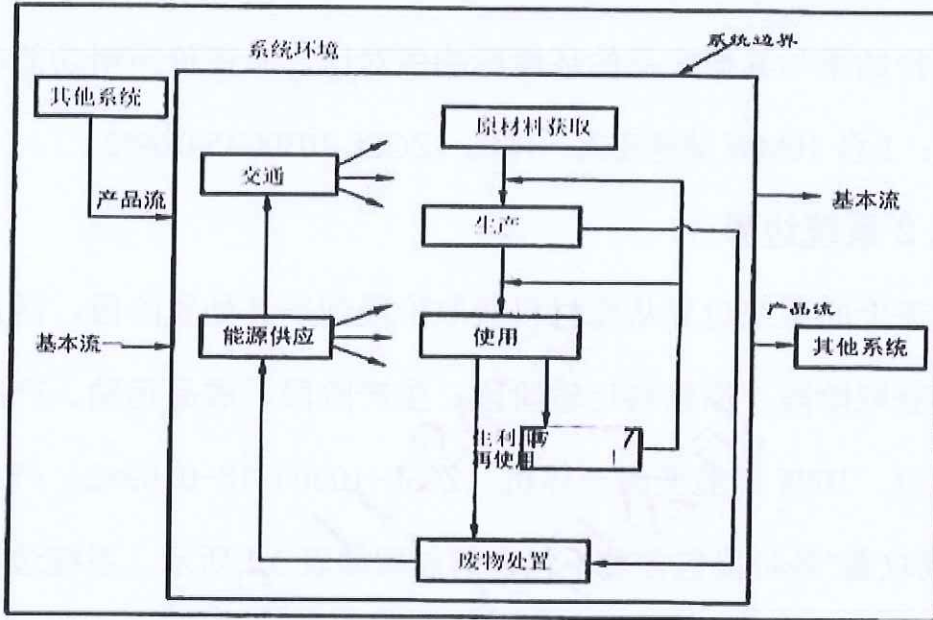 系统环境
系统边界
其他系统
原材料获取
交通
产品流
基本流
生产
产品流
基本流
能源供应
使用
其他系统
再使用
废物处置